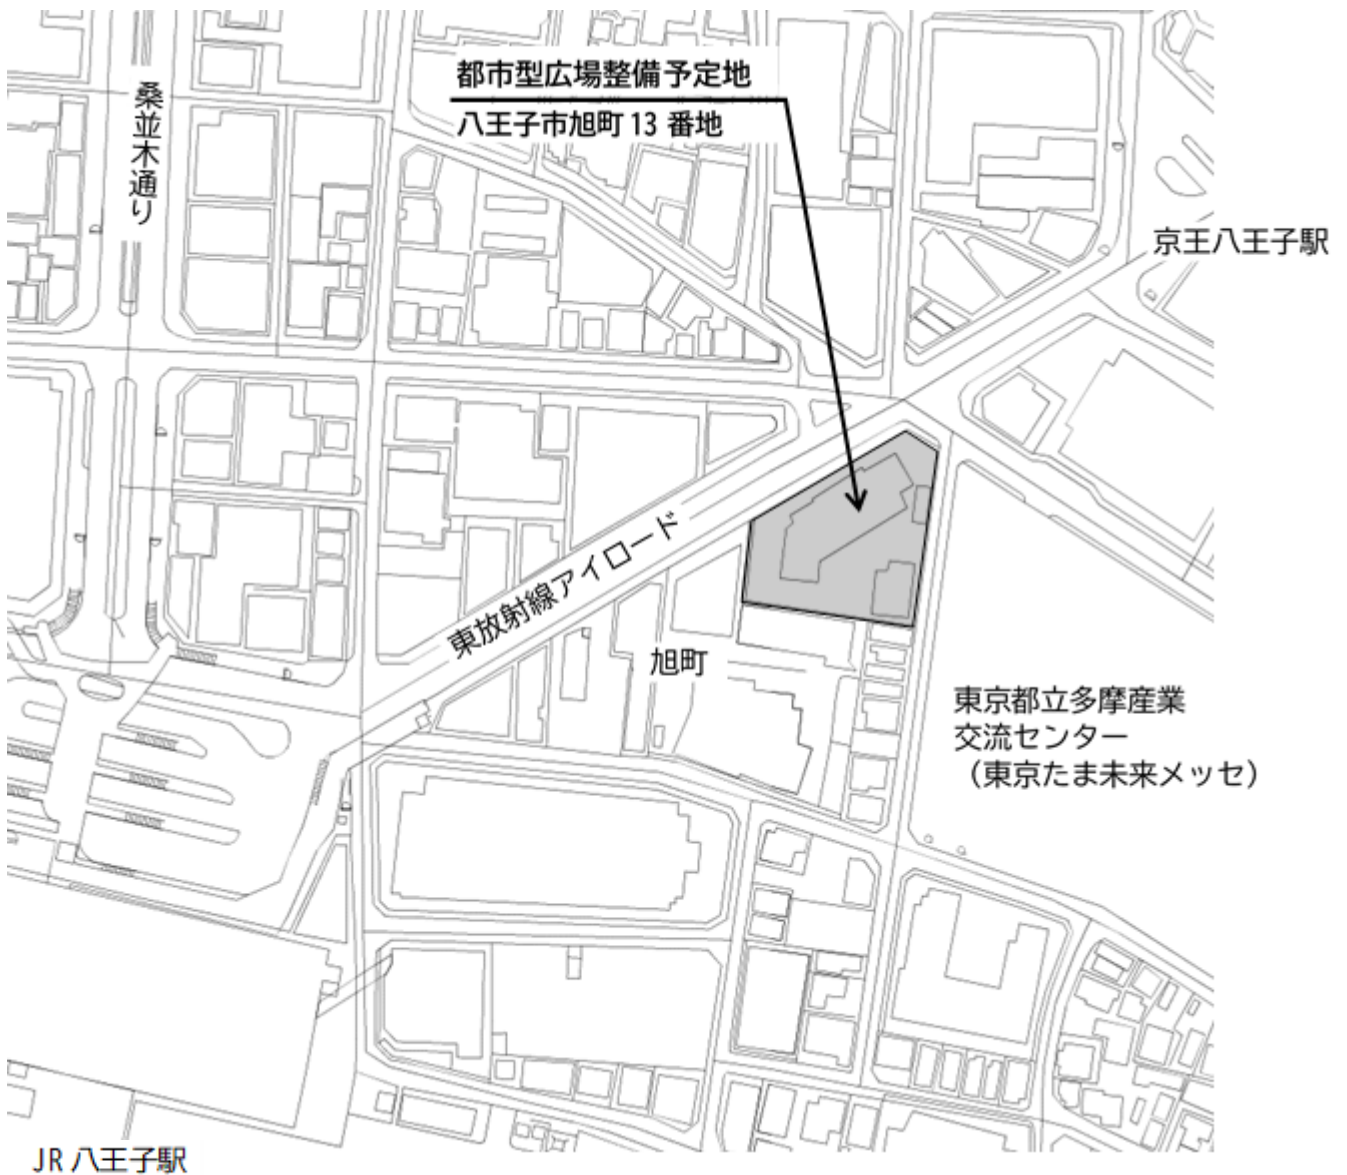 都市型広場整備予定地
八王子市旭町 13 番地
桑並木通り
京王八王子駅
東放射線アイロード
旭町
東京都立多摩産業
交流センター
（東京たま未来メッセ）
JR 八王子駅